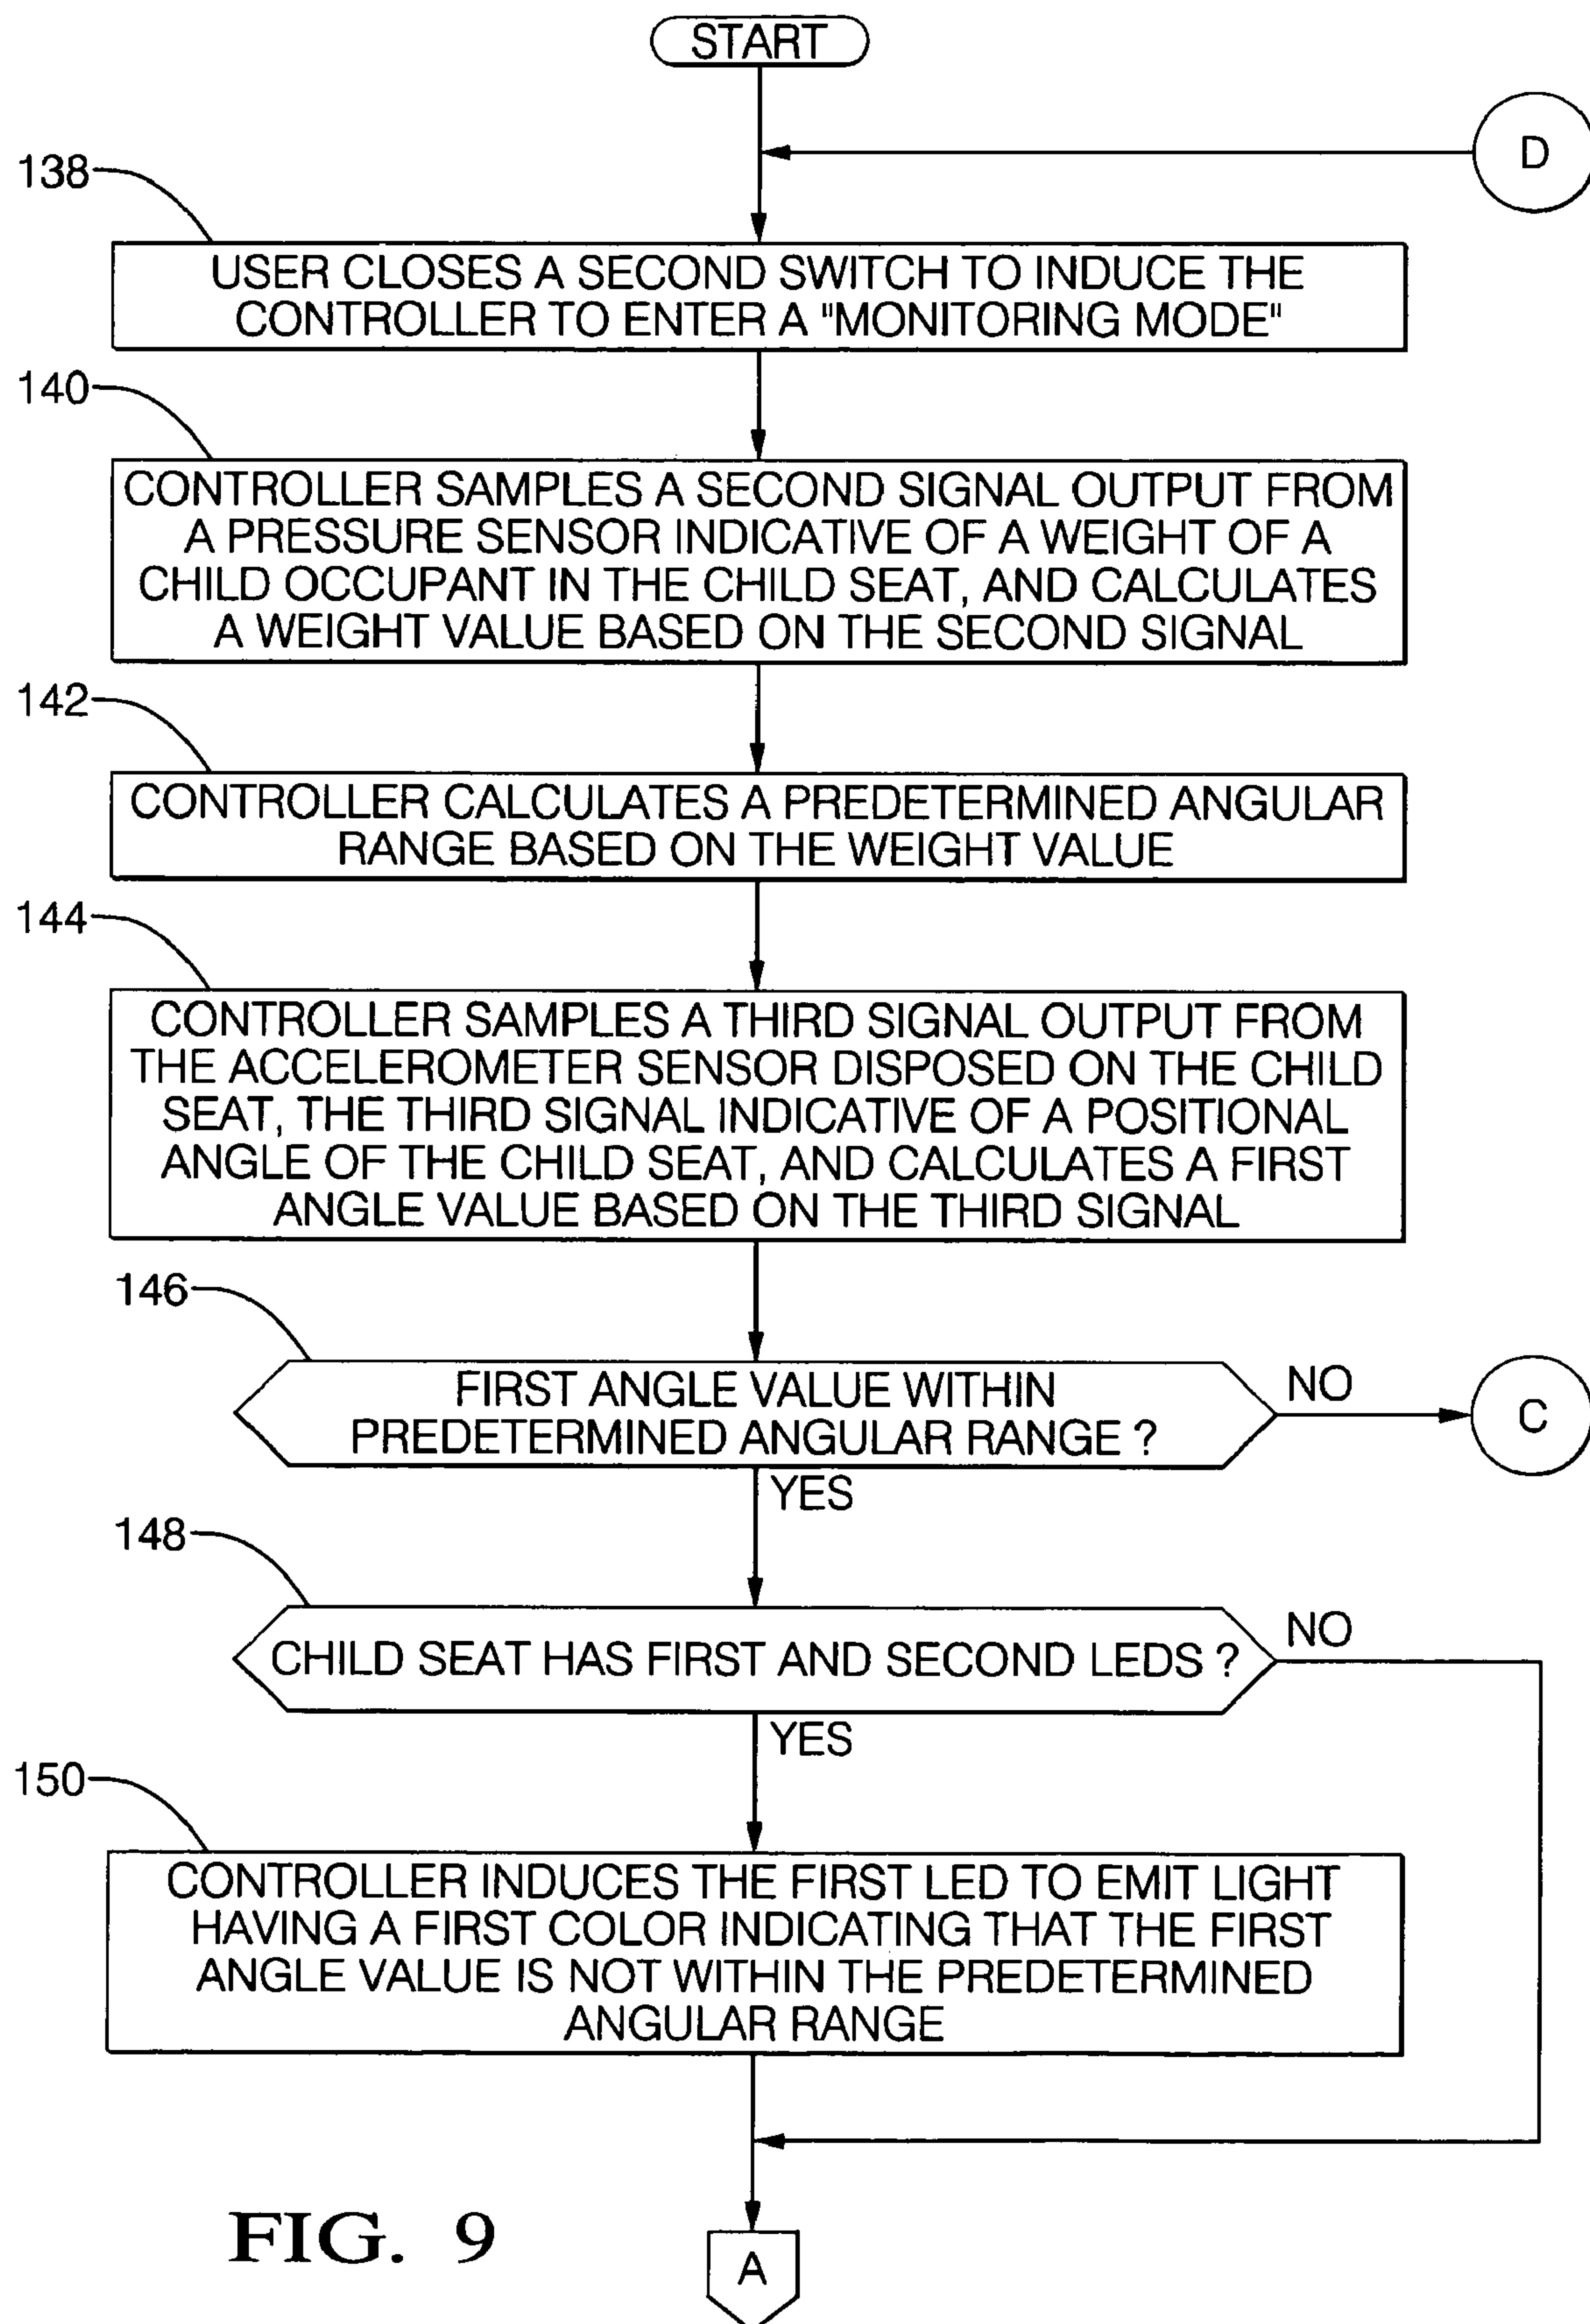 START
D
138
USER CLOSES A SECOND SWITCH TO INDUCE THE
CONTROLLER TO ENTER A "MONITORING MODE"
140
CONTROLLER SAMPLES A SECOND SIGNAL OUTPUT FROM
A PRESSURE SENSOR INDICATIVE OF A WEIGHT OF A
CHILD OCCUPANT IN THE CHILD SEAT, AND CALCULATES
A WEIGHT VALUE BASED ON THE SECOND SIGNAL
142
CONTROLLER CALCULATES A PREDETERMINED ANGULAR
RANGE BASED ON THE WEIGHT VALUE
144
CONTROLLER SAMPLES A THIRD SIGNAL OUTPUT FROM
THE ACCELEROMETER SENSOR DISPOSED ON THE CHILD
SEAT, THE THIRD SIGNAL INDICATIVE OF A POSITIONAL
ANGLE OF THE CHILD SEAT, AND CALCULATES A FIRST
ANGLE VALUE BASED ON THE THIRD SIGNAL
146
FIRST ANGLE VALUE WITHIN
PREDETERMINED ANGULAR RANGE ?
NO
C
YES
148
CHILD SEAT HAS FIRST AND SECOND LEDS ?
NO
YES
150
CONTROLLER INDUCES THE FIRST LED TO EMIT LIGHT
HAVING A FIRST COLOR INDICATING THAT THE FIRST
ANGLE VALUE IS NOT WITHIN THE PREDETERMINED
ANGULAR RANGE
FIG. 9
A